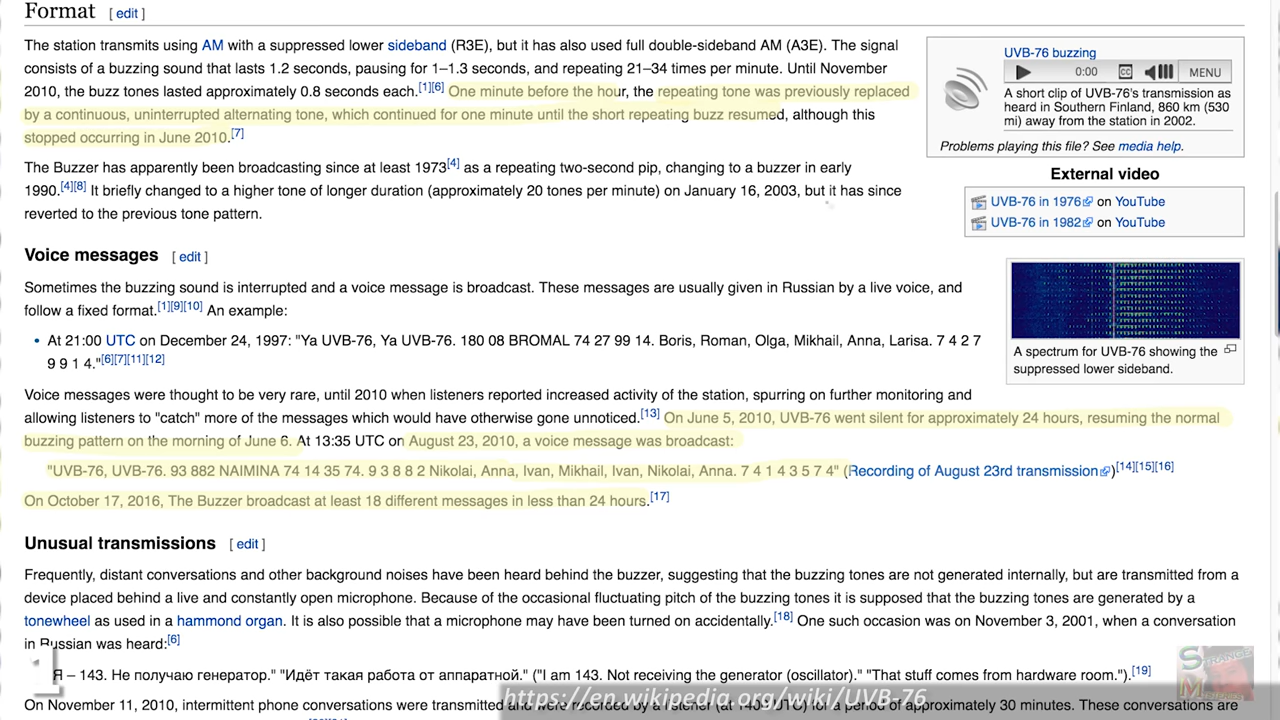 Format [ edit ]
The station transmits using AM with a suppressed lower sideband (R3E), but it has also used full double-sideband AM (A3E). The signal
consists of a buzzing sound that lasts 1.2 seconds, pausing for 1–1.3 seconds, and repeating 21–34 times per minute. Until November
2010, the buzz tones lasted approximately 0.8 seconds each.[1][6] One minute before the hour, the repeating tone was previously replaced
by a continuous, uninterrupted alternating tone, which continued for one minute until the short repeating buzz resumed, although this
stopped occurring in June 2010.[7]
The Buzzer has apparently been broadcasting since at least 1973[4] as a repeating two-second pip, changing to a buzzer in early
1990.[4][8] It briefly changed to a higher tone of longer duration (approximately 20 tones per minute) on January 16, 2003, but it has since
reverted to the previous tone pattern.
UVB-76 buzzing
0:00 CC MENU
A short clip of UVB-76's transmission as
heard in Southern Finland, 860 km (530
mi) away from the station in 2002.
Problems playing this file? See media help.
External video
UVB-76 in 1976 on YouTube
UVB-76 in 1982 on YouTube
Voice messages [ edit ]
Sometimes the buzzing sound is interrupted and a voice message is broadcast. These messages are usually given in Russian by a live voice, and
follow a fixed format.[1][9][10] An example:
• At 21:00 UTC on December 24, 1997: "Ya UVB-76, Ya UVB-76. 180 08 BROMAL 74 27 99 14. Boris, Roman, Olga, Mikhail, Anna, Larisa. 7 4 2 7
9 9 1 4."[6][7][11][12]
A spectrum for UVB-76 showing the
suppressed lower sideband.
Voice messages were thought to be very rare, until 2010 when listeners reported increased activity of the station, spurring on further monitoring and
allowing listeners to "catch" more of the messages which would have otherwise gone unnoticed.[13] On June 5, 2010, UVB-76 went silent for approximately 24 hours, resuming the normal
buzzing pattern on the morning of June 6. At 13:35 UTC on August 23, 2010, a voice message was broadcast:
"UVB-76, UVB-76. 93 882 NAIMINA 74 14 35 74. 9 3 8 8 2 Nikolai, Anna, Ivan, Mikhail, Ivan, Nikolai, Anna. 7 4 1 4 3 5 7 4" (Recording of August 23rd transmission)[14][15][16]
On October 17, 2016, The Buzzer broadcast at least 18 different messages in less than 24 hours.[17]
Unusual transmissions [ edit ]
Frequently, distant conversations and other background noises have been heard behind the buzzer, suggesting that the buzzing tones are not generated internally, but are transmitted from a
device placed behind a live and constantly open microphone. Because of the occasional fluctuating pitch of the buzzing tones it is supposed that the buzzing tones are generated by a
tonewheel as used in a hammond organ. It is also possible that a microphone may have been turned on accidentally.[18] One such occasion was on November 3, 2001, when a conversation
in Russian was heard:[6]
1
Я – 143. Не получаю генератор." "Идёт такая работа от аппаратной." ("I am 143. Not receiving the generator (oscillator)." "That stuff comes from hardware room.").[19]
STRANGE
MYSTERIES
On November 11, 2010, intermittent phone conversations were transmitted and were recorded by a listener (at 1400 UTC) for a period of approximately 30 minutes. These conversations are
https://en.wikipedia.org/wiki/UVB-76